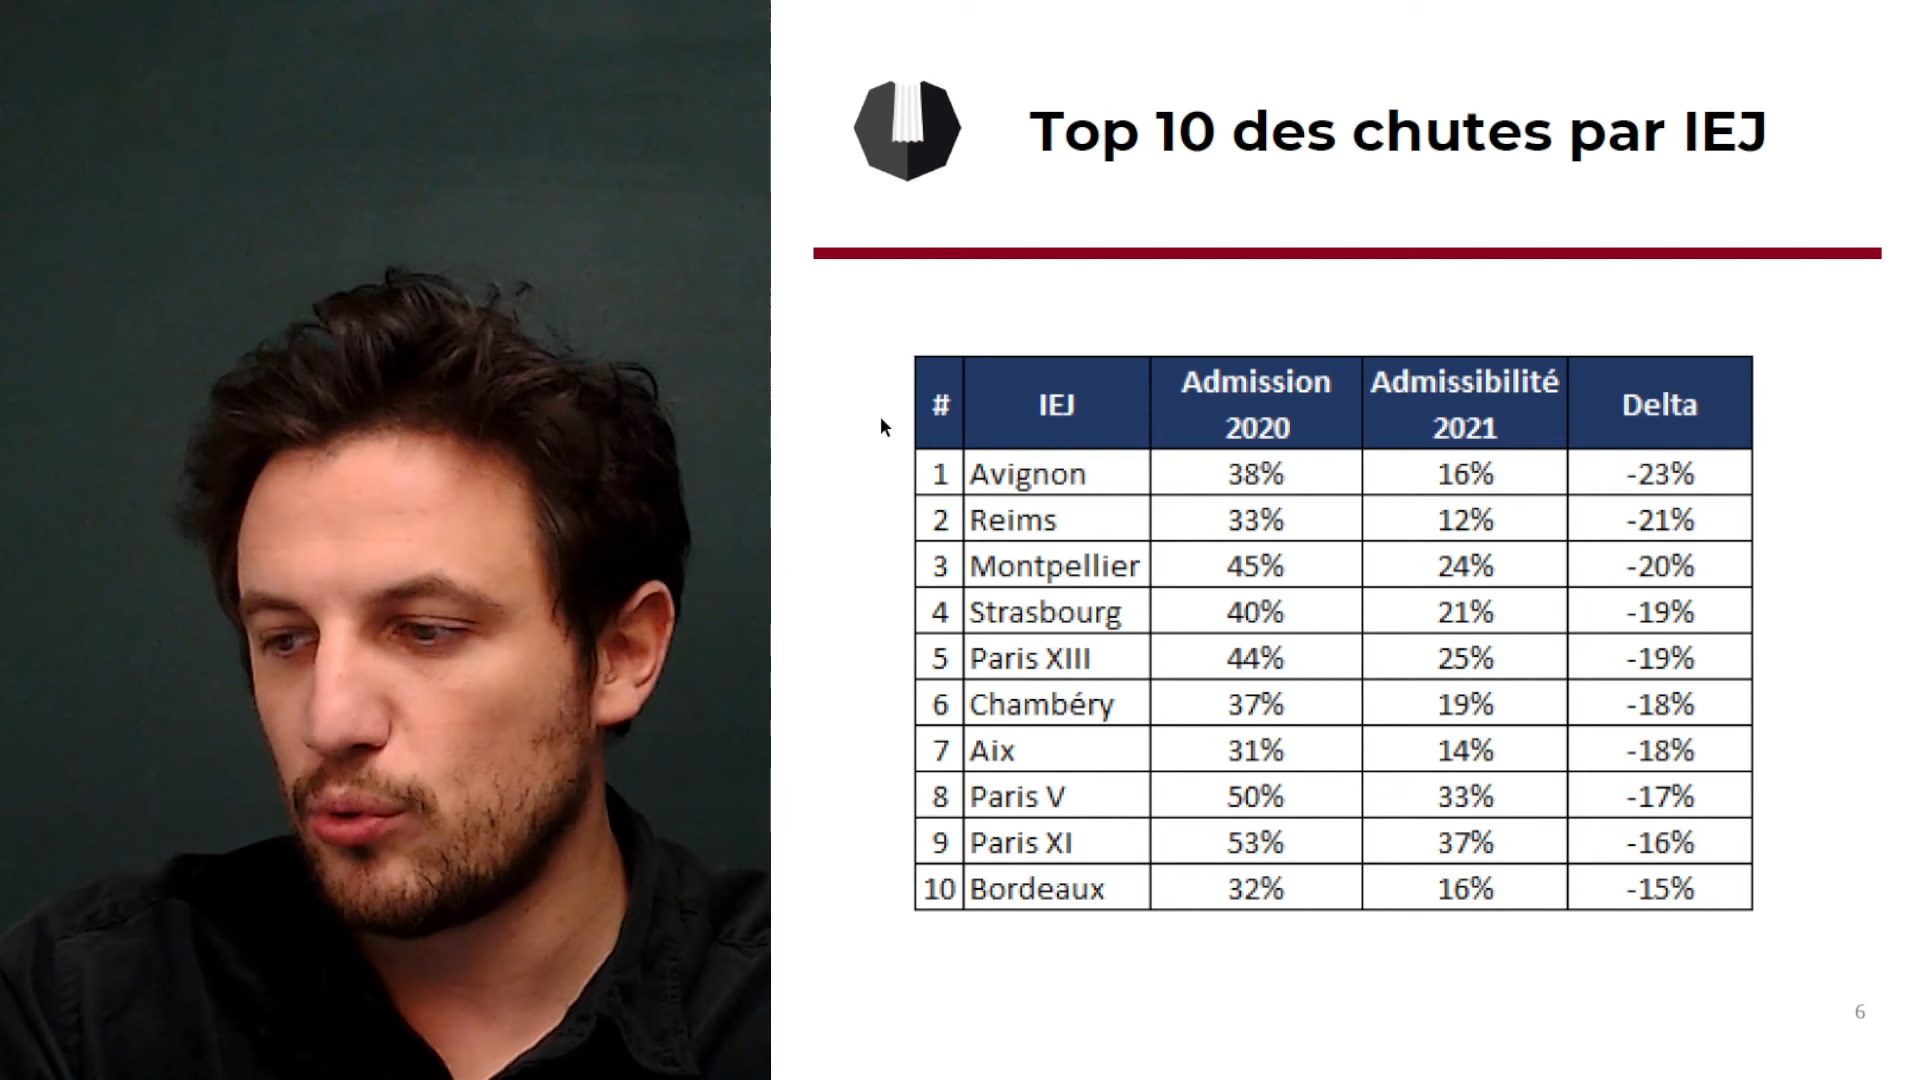 Top 10 des chutes par IEJ
# IEJ Admission 2020 Admissibilité 2021 Delta
1 Avignon 38% 16% -23%
2 Reims 33% 12% -21%
3 Montpellier 45% 24% -20%
4 Strasbourg 40% 21% -19%
5 Paris XIII 44% 25% -19%
6 Chambéry 37% 19% -18%
7 Aix 31% 14% -18%
8 Paris V 50% 33% -17%
9 Paris XI 53% 37% -16%
10 Bordeaux 32% 16% -15%
6